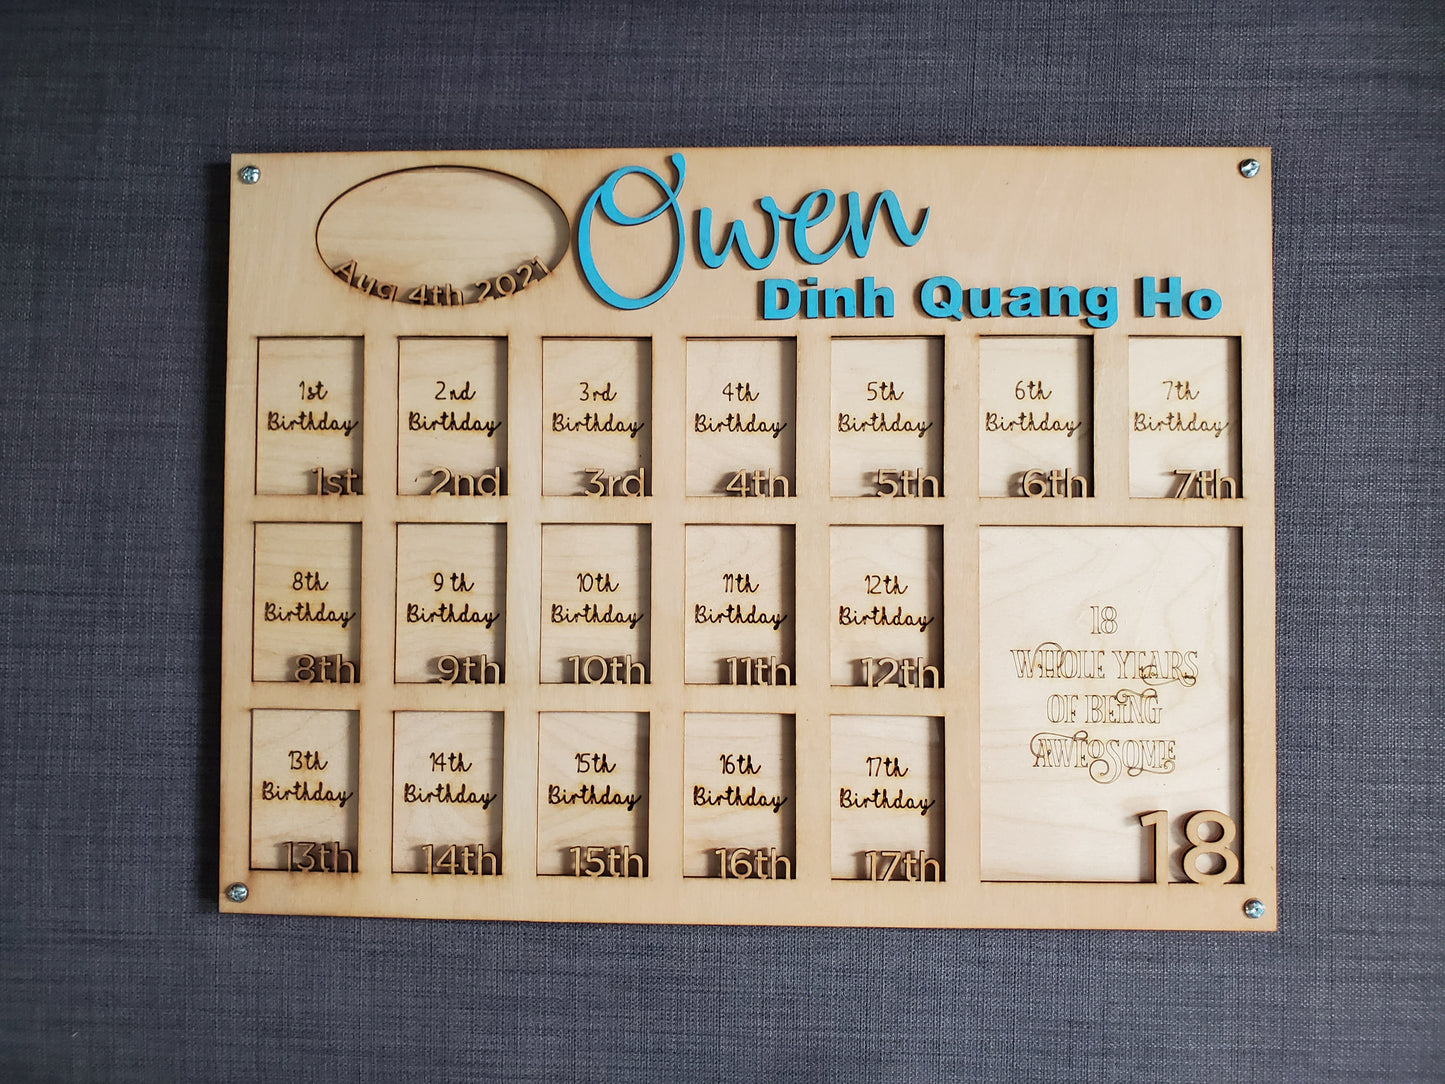 Owen
Aug 4th 2021
Dinh Quang Ho
1st
Birthday
1st
2nd
Birthday
2nd
3rd
Birthday
3rd
4th
Birthday
4th
5th
Birthday
5th
6th
Birthday
6th
7th
Birthday
7th
8th
Birthday
8th
9th
Birthday
9th
10th
Birthday
10th
11th
Birthday
11th
12th
Birthday
12th
13th
Birthday
13th
14th
Birthday
14th
15th
Birthday
15th
16th
Birthday
16th
17th
Birthday
17th
18
WHOLE YEARS
OF BEING
AWESOME
18